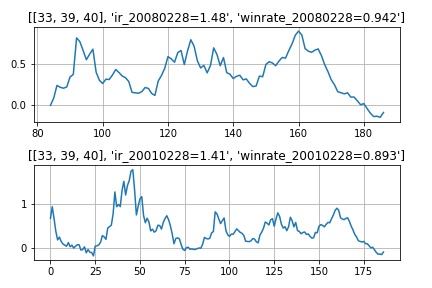 [[33, 39, 40], 'ir_20080228=1.48', 'winrate_20080228=0.942']
0.5
0.0
80 100 120 140 160 180
[[33, 39, 40], 'ir_20010228=1.41', 'winrate_20010228=0.893']
1
0
0 25 50 75 100 125 150 175